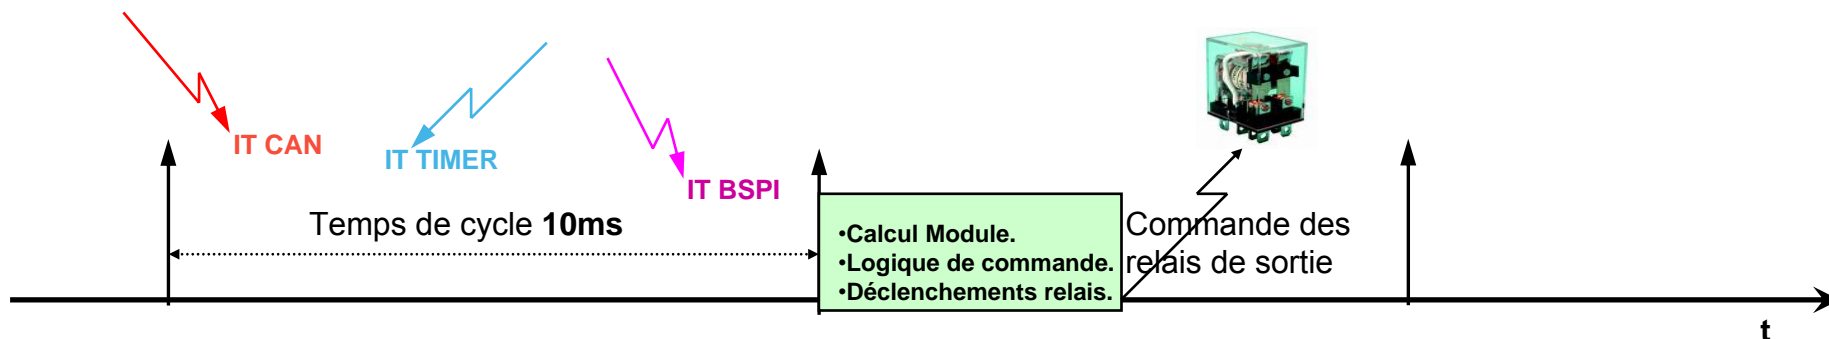 IT CAN
IT TIMER
IT BSPI
Temps de cycle 10ms
•Calcul Module.
•Logique de commande.
•Déclenchements relais.
Commande des
relais de sortie
t